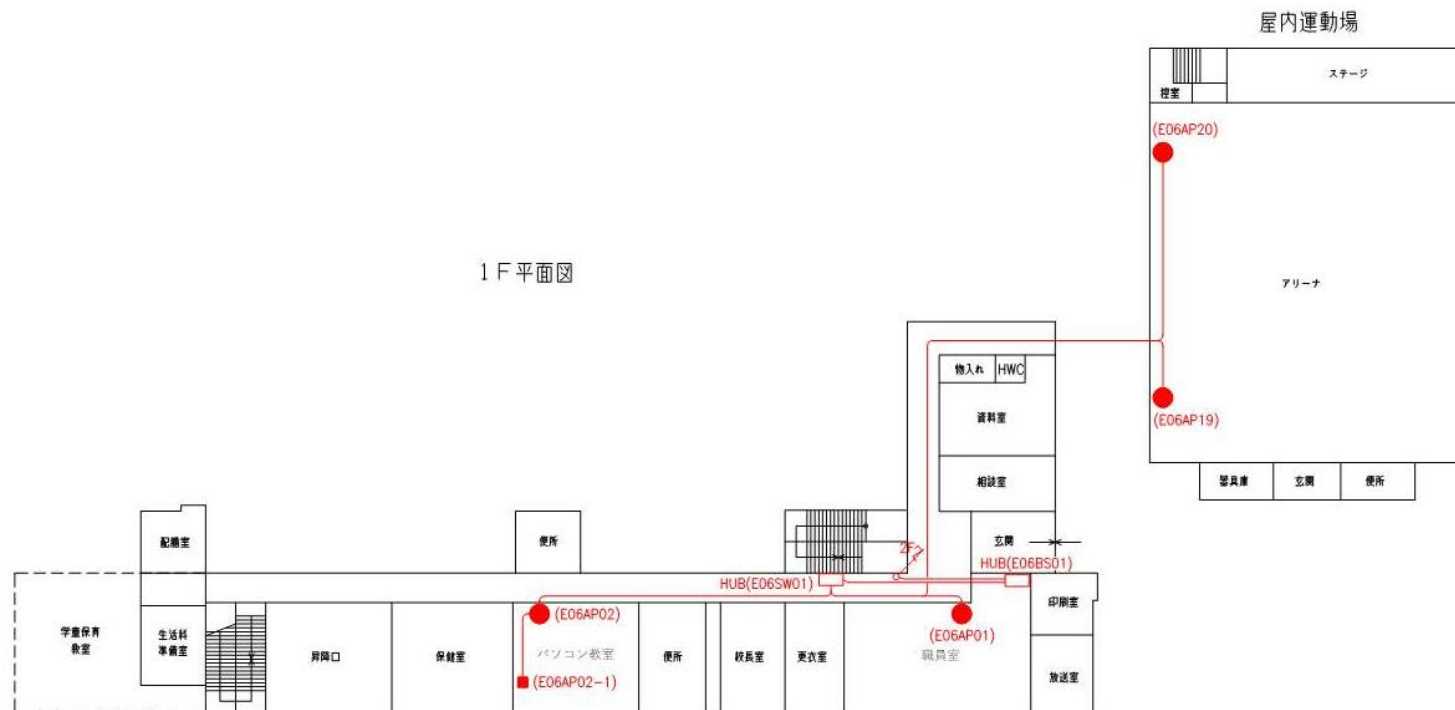 屋内運動場
ステージ
控室
(E06AP20)
1F平面図
アリーナ
物入れ
HWC
資料室
(E06AP19)
相談室
器具庫
玄関
便所
配膳室
便所
玄関
2Fへ
HUB(E06SW01)
HUB(E06BS01)
印刷室
学童保育
教室
生活科
準備室
昇降口
保健室
(E06AP02)
パソコン教室
(E06AP02-1)
便所
校長室
更衣室
(E06AP01)
職員室
放送室